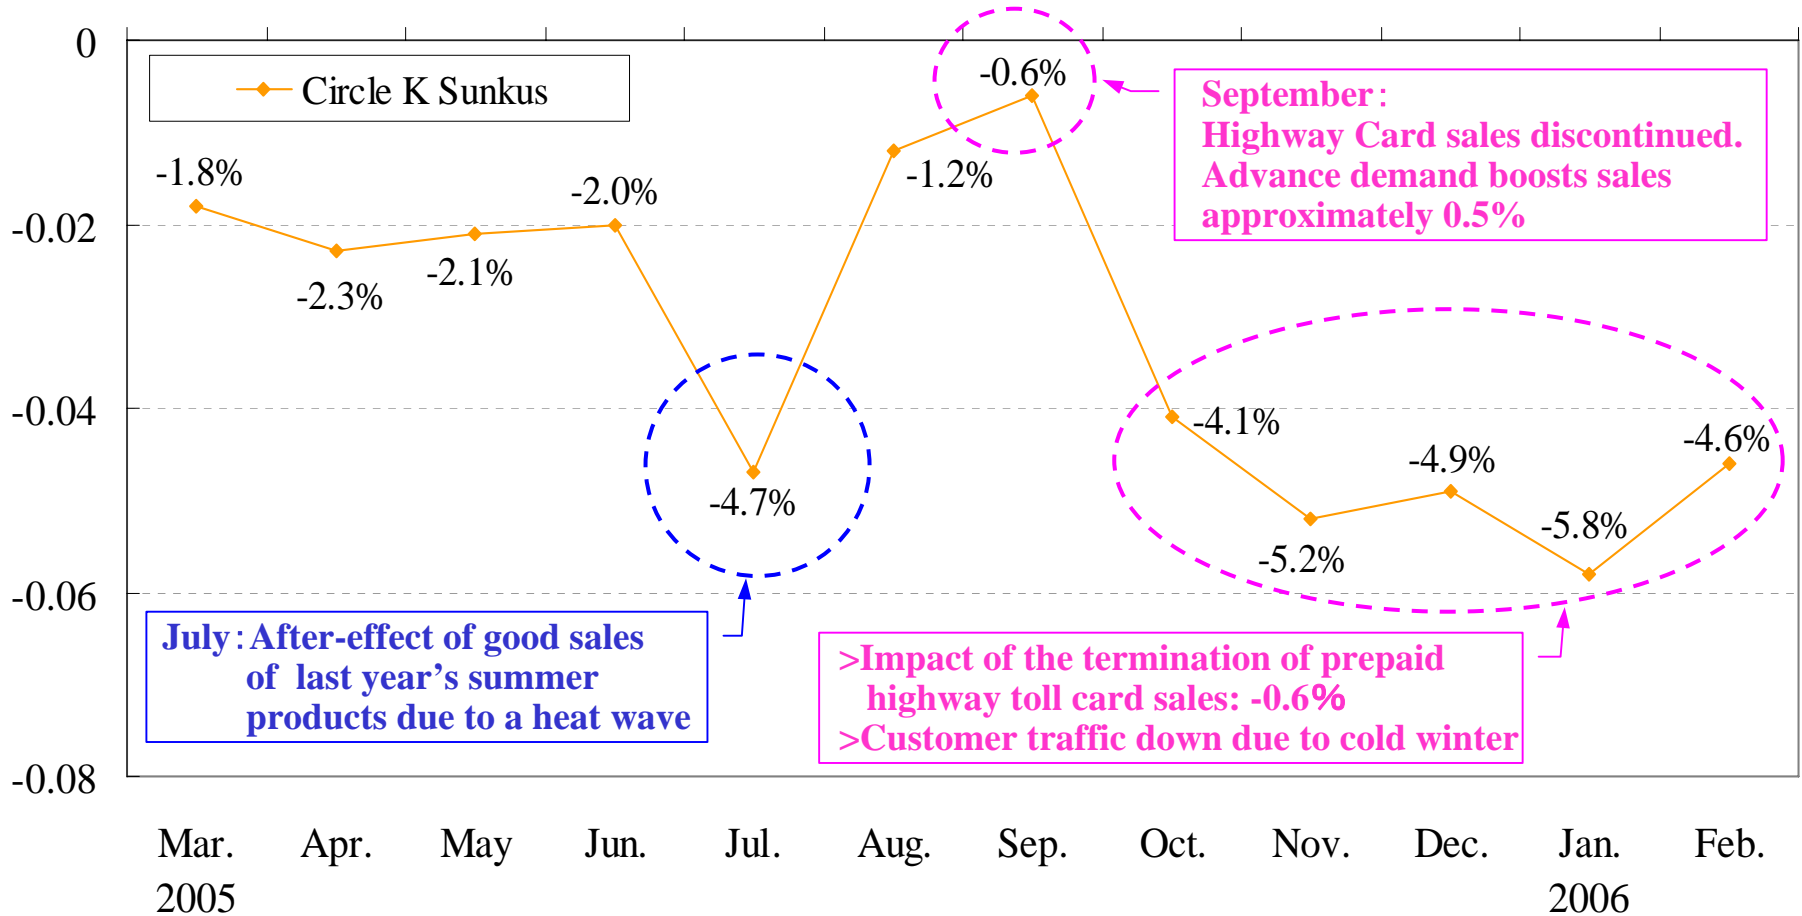 0
-0.02
-0.04
-0.06
-0.08
Circle K Sunkus
-1.8%
-2.3%
-2.1%
-2.0%
-4.7%
-1.2%
-0.6%
-4.1%
-5.2%
-4.9%
-5.8%
-4.6%
September:
Highway Card sales discontinued.
Advance demand boosts sales
approximately 0.5%
July:After-effect of good sales
of last year’s summer
products due to a heat wave
>Impact of the termination of prepaid
highway toll card sales: -0.6%
>Customer traffic down due to cold winter
Mar. Apr. May Jun. Jul. Aug. Sep. Oct. Nov. Dec. Jan. Feb.
2005 2006